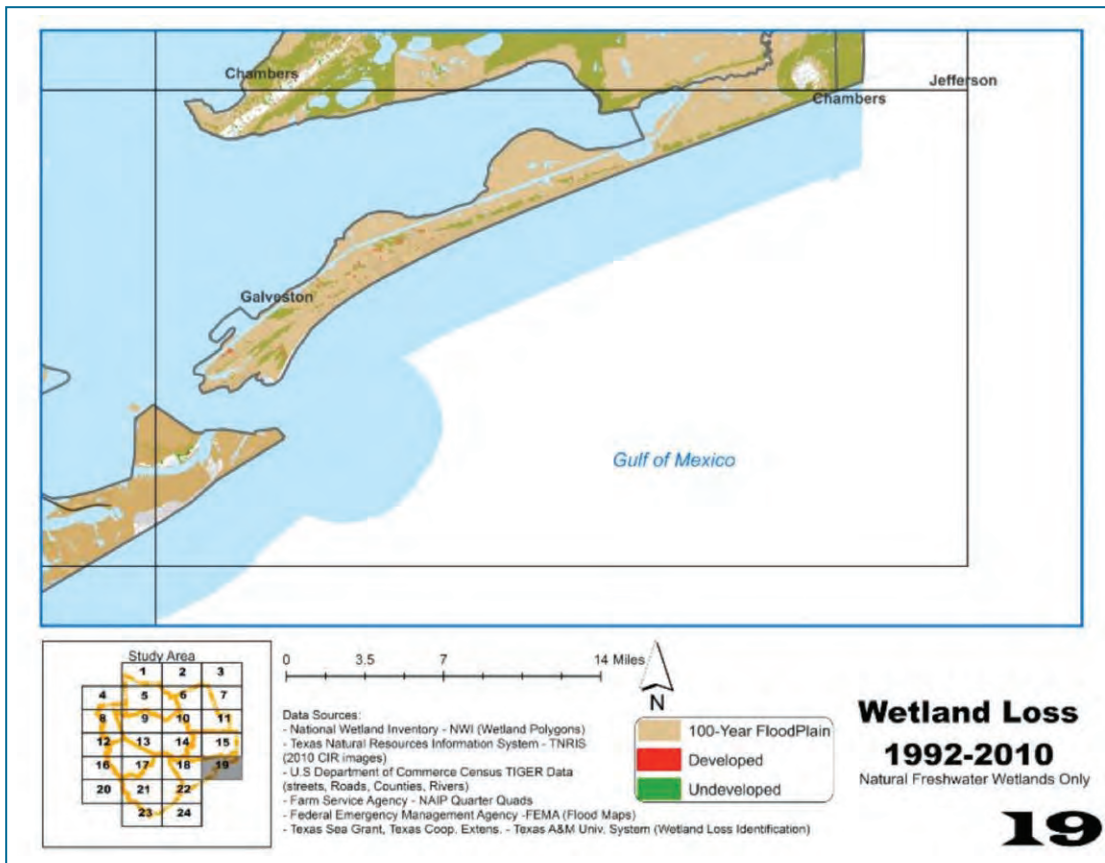 Chambers
Jefferson
Chambers
Galveston
Gulf of Mexico
Study Area
1 2 3
4 5 6 7
8 9 10 11
12 13 14 15
16 17 18 19
20 21 22
23 24
0 3.5 7 14 Miles
N
Data Sources:
- National Wetland Inventory - NWI (Wetland Polygons)
- Texas Natural Resources Information System - TNRIS
(2010 CIR images)
- U.S Department of Commerce Census TIGER Data
(streets, Roads, Counties, Rivers)
- Farm Service Agency - NAIP Quarter Quads
- Federal Emergency Management Agency -FEMA (Flood Maps)
- Texas Sea Grant, Texas Coop. Extens. - Texas A&M Univ. System (Wetland Loss Identification)
100-Year FloodPlain
Developed
Undeveloped
Wetland Loss
1992-2010
Natural Freshwater Wetlands Only
19